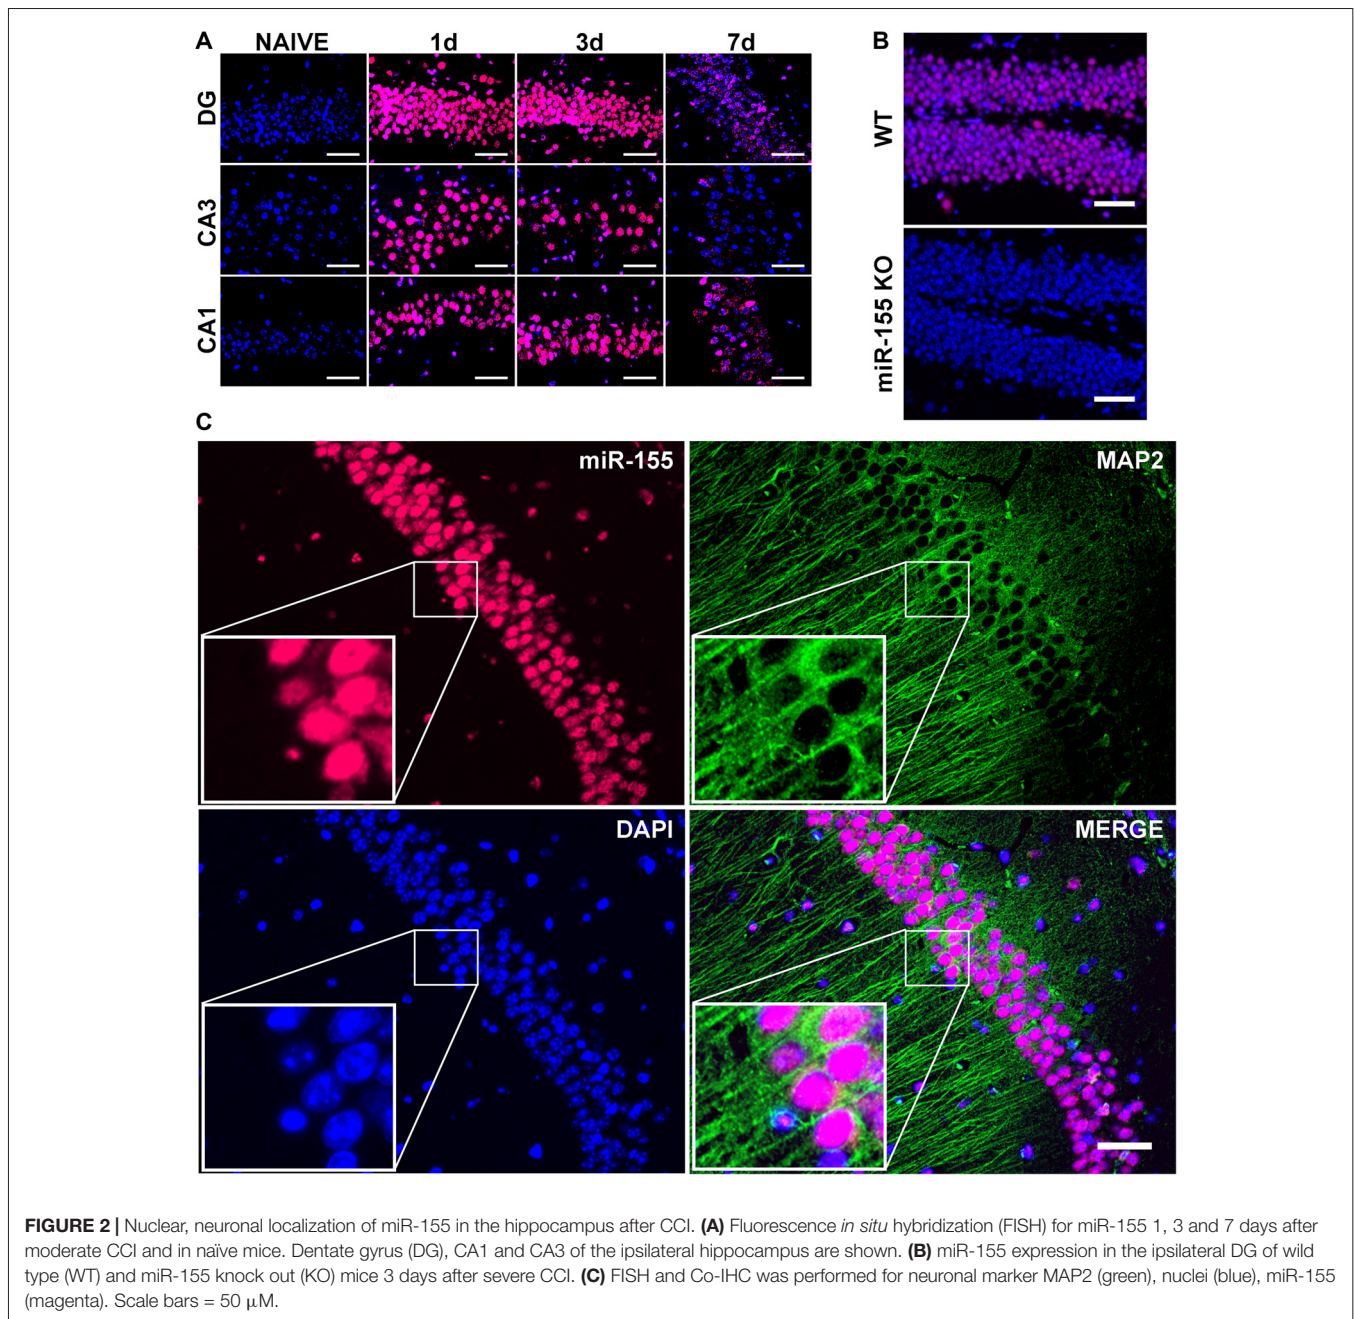 A
NAIVE 1d 3d 7d
DG
CA3
CA1
B
WT
miR-155 KO
C
miR-155
MAP2
DAPI
MERGE
FIGURE 2 | Nuclear, neuronal localization of miR-155 in the hippocampus after CCI. (A) Fluorescence in situ hybridization (FISH) for miR-155 1, 3 and 7 days after
moderate CCI and in naïve mice. Dentate gyrus (DG), CA1 and CA3 of the ipsilateral hippocampus are shown. (B) miR-155 expression in the ipsilateral DG of wild
type (WT) and miR-155 knock out (KO) mice 3 days after severe CCI. (C) FISH and Co-IHC was performed for neuronal marker MAP2 (green), nuclei (blue), miR-155
(magenta). Scale bars = 50 μM.